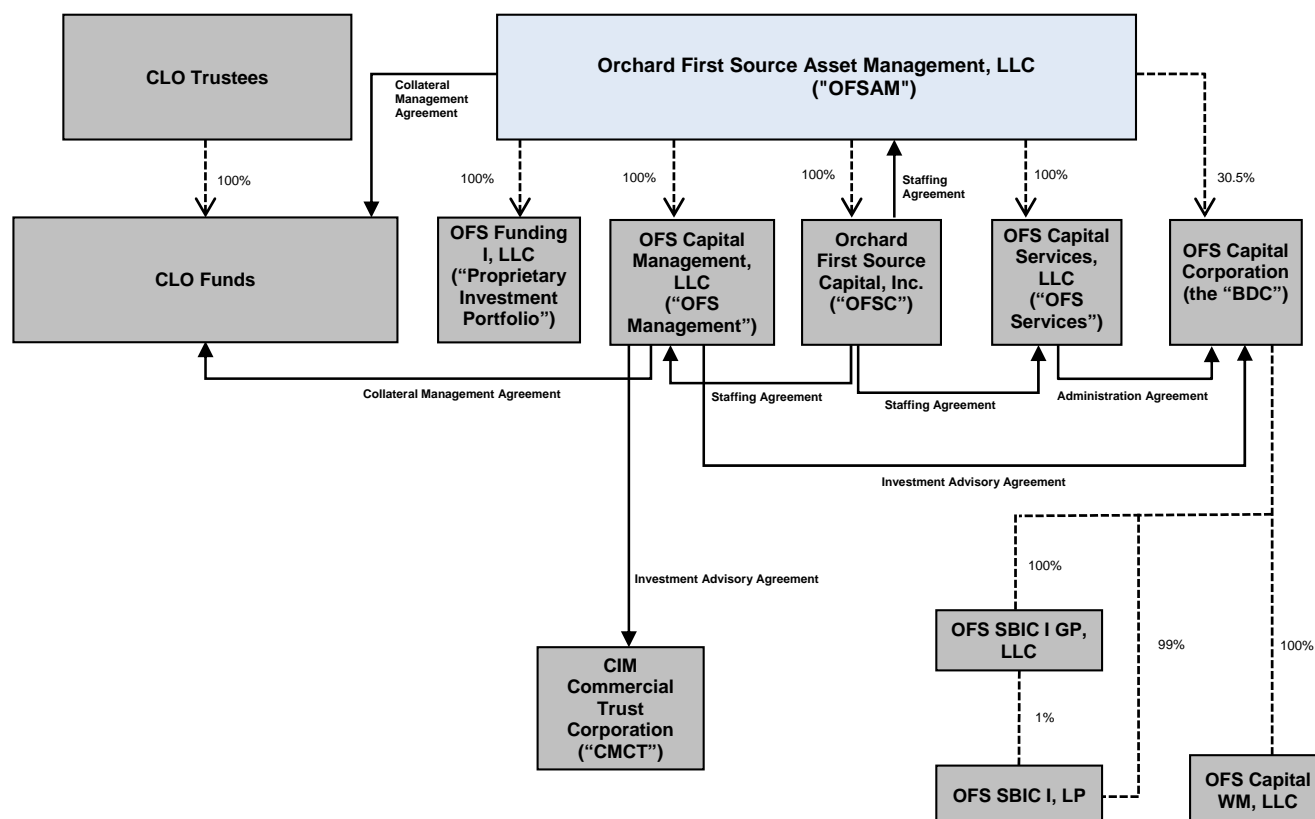 CLO Trustees
Orchard First Source Asset Management, LLC
("OFSAM")
Collateral
Management
Agreement
100%
100%
100%
100%
Staffing
Agreement
100%
30.5%
CLO Funds
OFS Funding
I, LLC
(“Proprietary
Investment
Portfolio”)
OFS Capital
Management,
LLC
(“OFS
Management”)
Orchard
First Source
Capital, Inc.
(“OFSC”)
OFS Capital
Services,
LLC
(“OFS
Services”)
OFS Capital
Corporation
(the “BDC”)
Collateral Management Agreement
Staffing Agreement
Staffing Agreement
Administration Agreement
Investment Advisory Agreement
Investment Advisory Agreement
100%
OFS SBIC I GP,
LLC
99%
100%
CIM
Commercial
Trust
Corporation
(“CMCT”)
1%
OFS SBIC I, LP
OFS Capital
WM, LLC